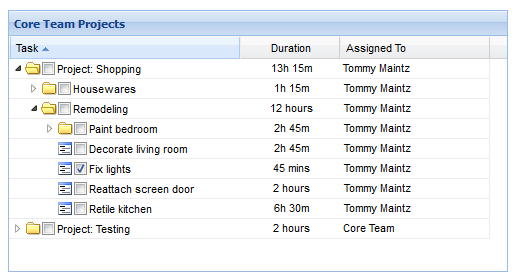 Core Team Projects
Task Duration Assigned To
Project: Shopping 13h 15m Tommy Maintz
Housewares 1h 15m Tommy Maintz
Remodeling 12 hours Tommy Maintz
Paint bedroom 2h 45m Tommy Maintz
Decorate living room 2h 45m Tommy Maintz
Fix lights 45 mins Tommy Maintz
Reattach screen door 2 hours Tommy Maintz
Retile kitchen 6h 30m Tommy Maintz
Project: Testing 2 hours Core Team